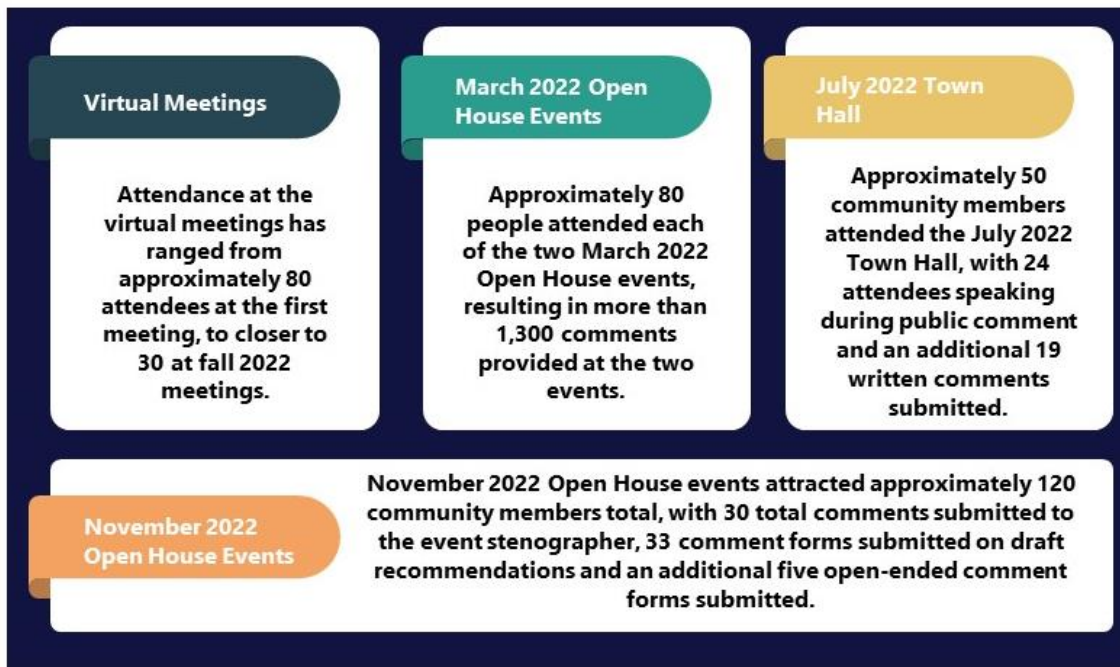 Virtual Meetings
Attendance at the
virtual meetings has
ranged from
approximately 80
attendees at the first
meeting, to closer to
30 at fall 2022
meetings.
March 2022 Open
House Events
Approximately 80
people attended each
of the two March 2022
Open House events,
resulting in more than
1,300 comments
provided at the two
events.
July 2022 Town
Hall
Approximately 50
community members
attended the July 2022
Town Hall, with 24
attendees speaking
during public comment
and an additional 19
written comments
submitted.
November 2022
Open House Events
November 2022 Open House events attracted approximately 120
community members total, with 30 total comments submitted to
the event stenographer, 33 comment forms submitted on draft
recommendations and an additional five open-ended comment
forms submitted.